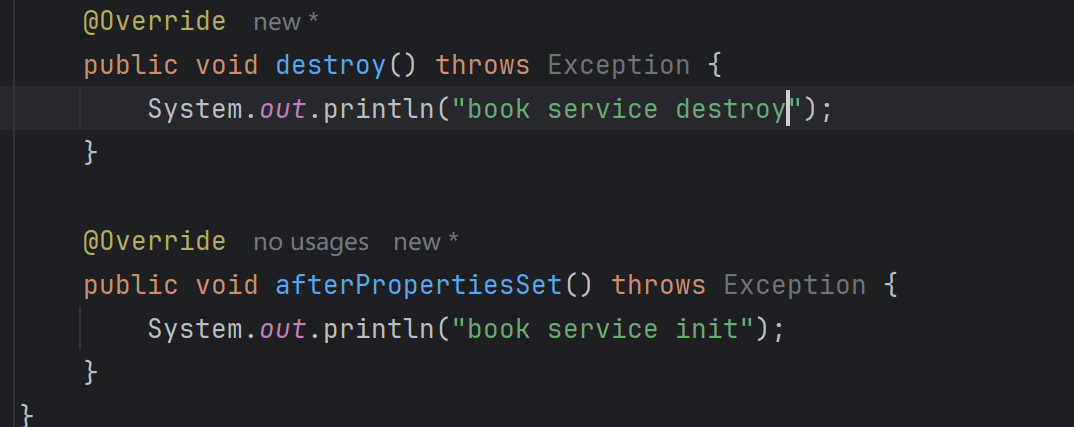 @Override new *
public void destroy() throws Exception {
System.out.println("book service destroy");
}
@Override no usages new *
public void afterPropertiesSet() throws Exception {
System.out.println("book service init");
}
}